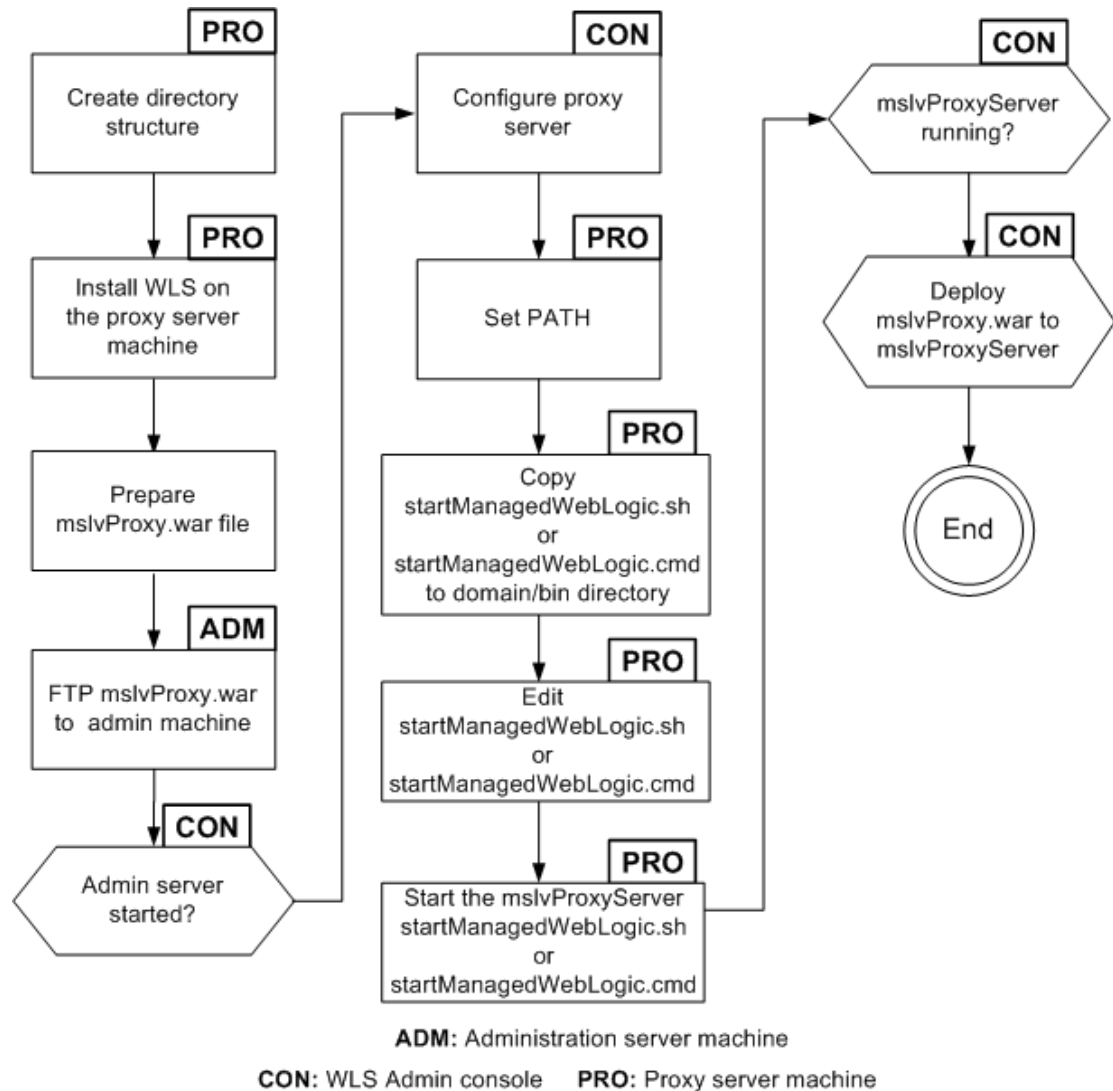 PRO
Create directory
structure
PRO
Install WLS on
the proxy server
machine
Prepare
mslvProxy.war file
ADM
FTP mslvProxy.war
to admin machine
CON
Admin server
started?
CON
Configure proxy
server
PRO
Set PATH
PRO
Copy
startManagedWebLogic.sh
or
startManagedWebLogic.cmd
to domain/bin directory
PRO
Edit
startManagedWebLogic.sh
or
startManagedWebLogic.cmd
PRO
Start the mslvProxyServer
startManagedWebLogic.sh
or
startManagedWebLogic.cmd
CON
mslvProxyServer
running?
CON
Deploy
mslvProxy.war to
mslvProxyServer
End
ADM: Administration server machine
CON: WLS Admin console PRO: Proxy server machine